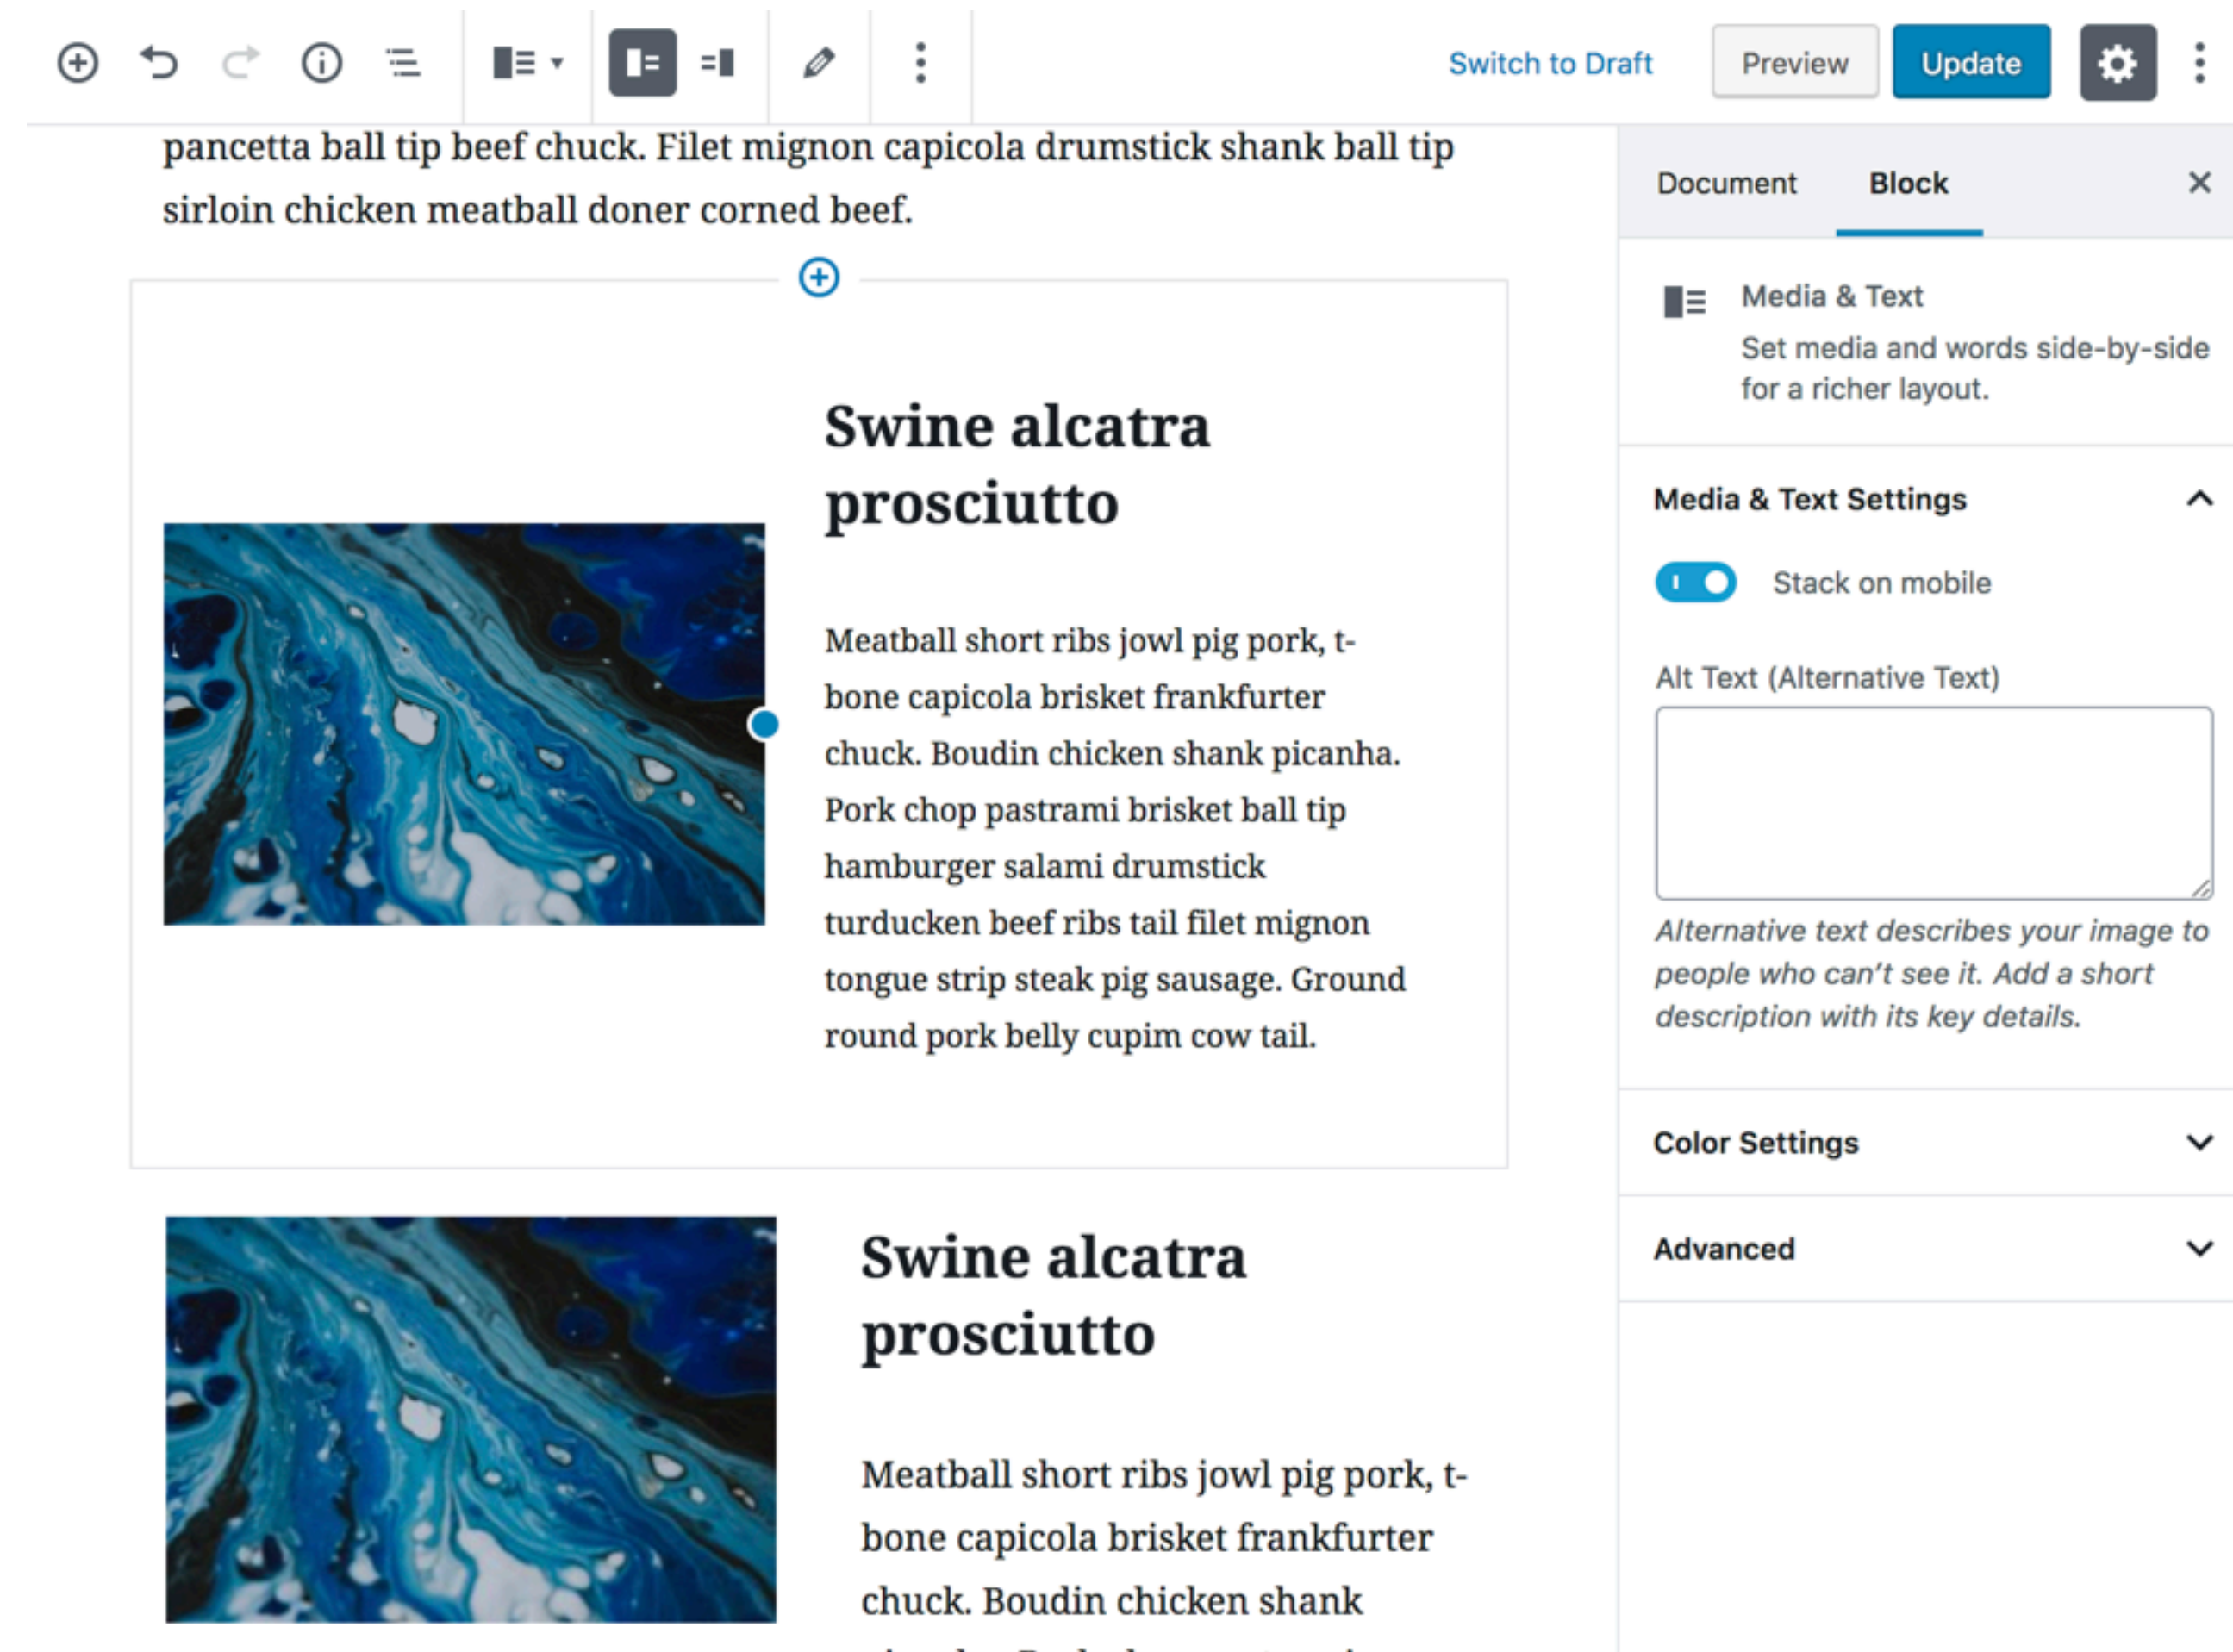 Switch to Draft
Preview
Update
pancetta ball tip beef chuck. Filet mignon capicola drumstick shank ball tip
sirloin chicken meatball doner corned beef.
Swine alcatra
prosciutto
Meatball short ribs jowl pig pork, t-
bone capicola brisket frankfurter
chuck. Boudin chicken shank picanha.
Pork chop pastrami brisket ball tip
hamburger salami drumstick
turducken beef ribs tail filet mignon
tongue strip steak pig sausage. Ground
round pork belly cupim cow tail.
Swine alcatra
prosciutto
Meatball short ribs jowl pig pork, t-
bone capicola brisket frankfurter
chuck. Boudin chicken shank
Document
Block
Media & Text
Set media and words side-by-side
for a richer layout.
Media & Text Settings
Stack on mobile
Alt Text (Alternative Text)
Alternative text describes your image to
people who can't see it. Add a short
description with its key details.
Color Settings
Advanced